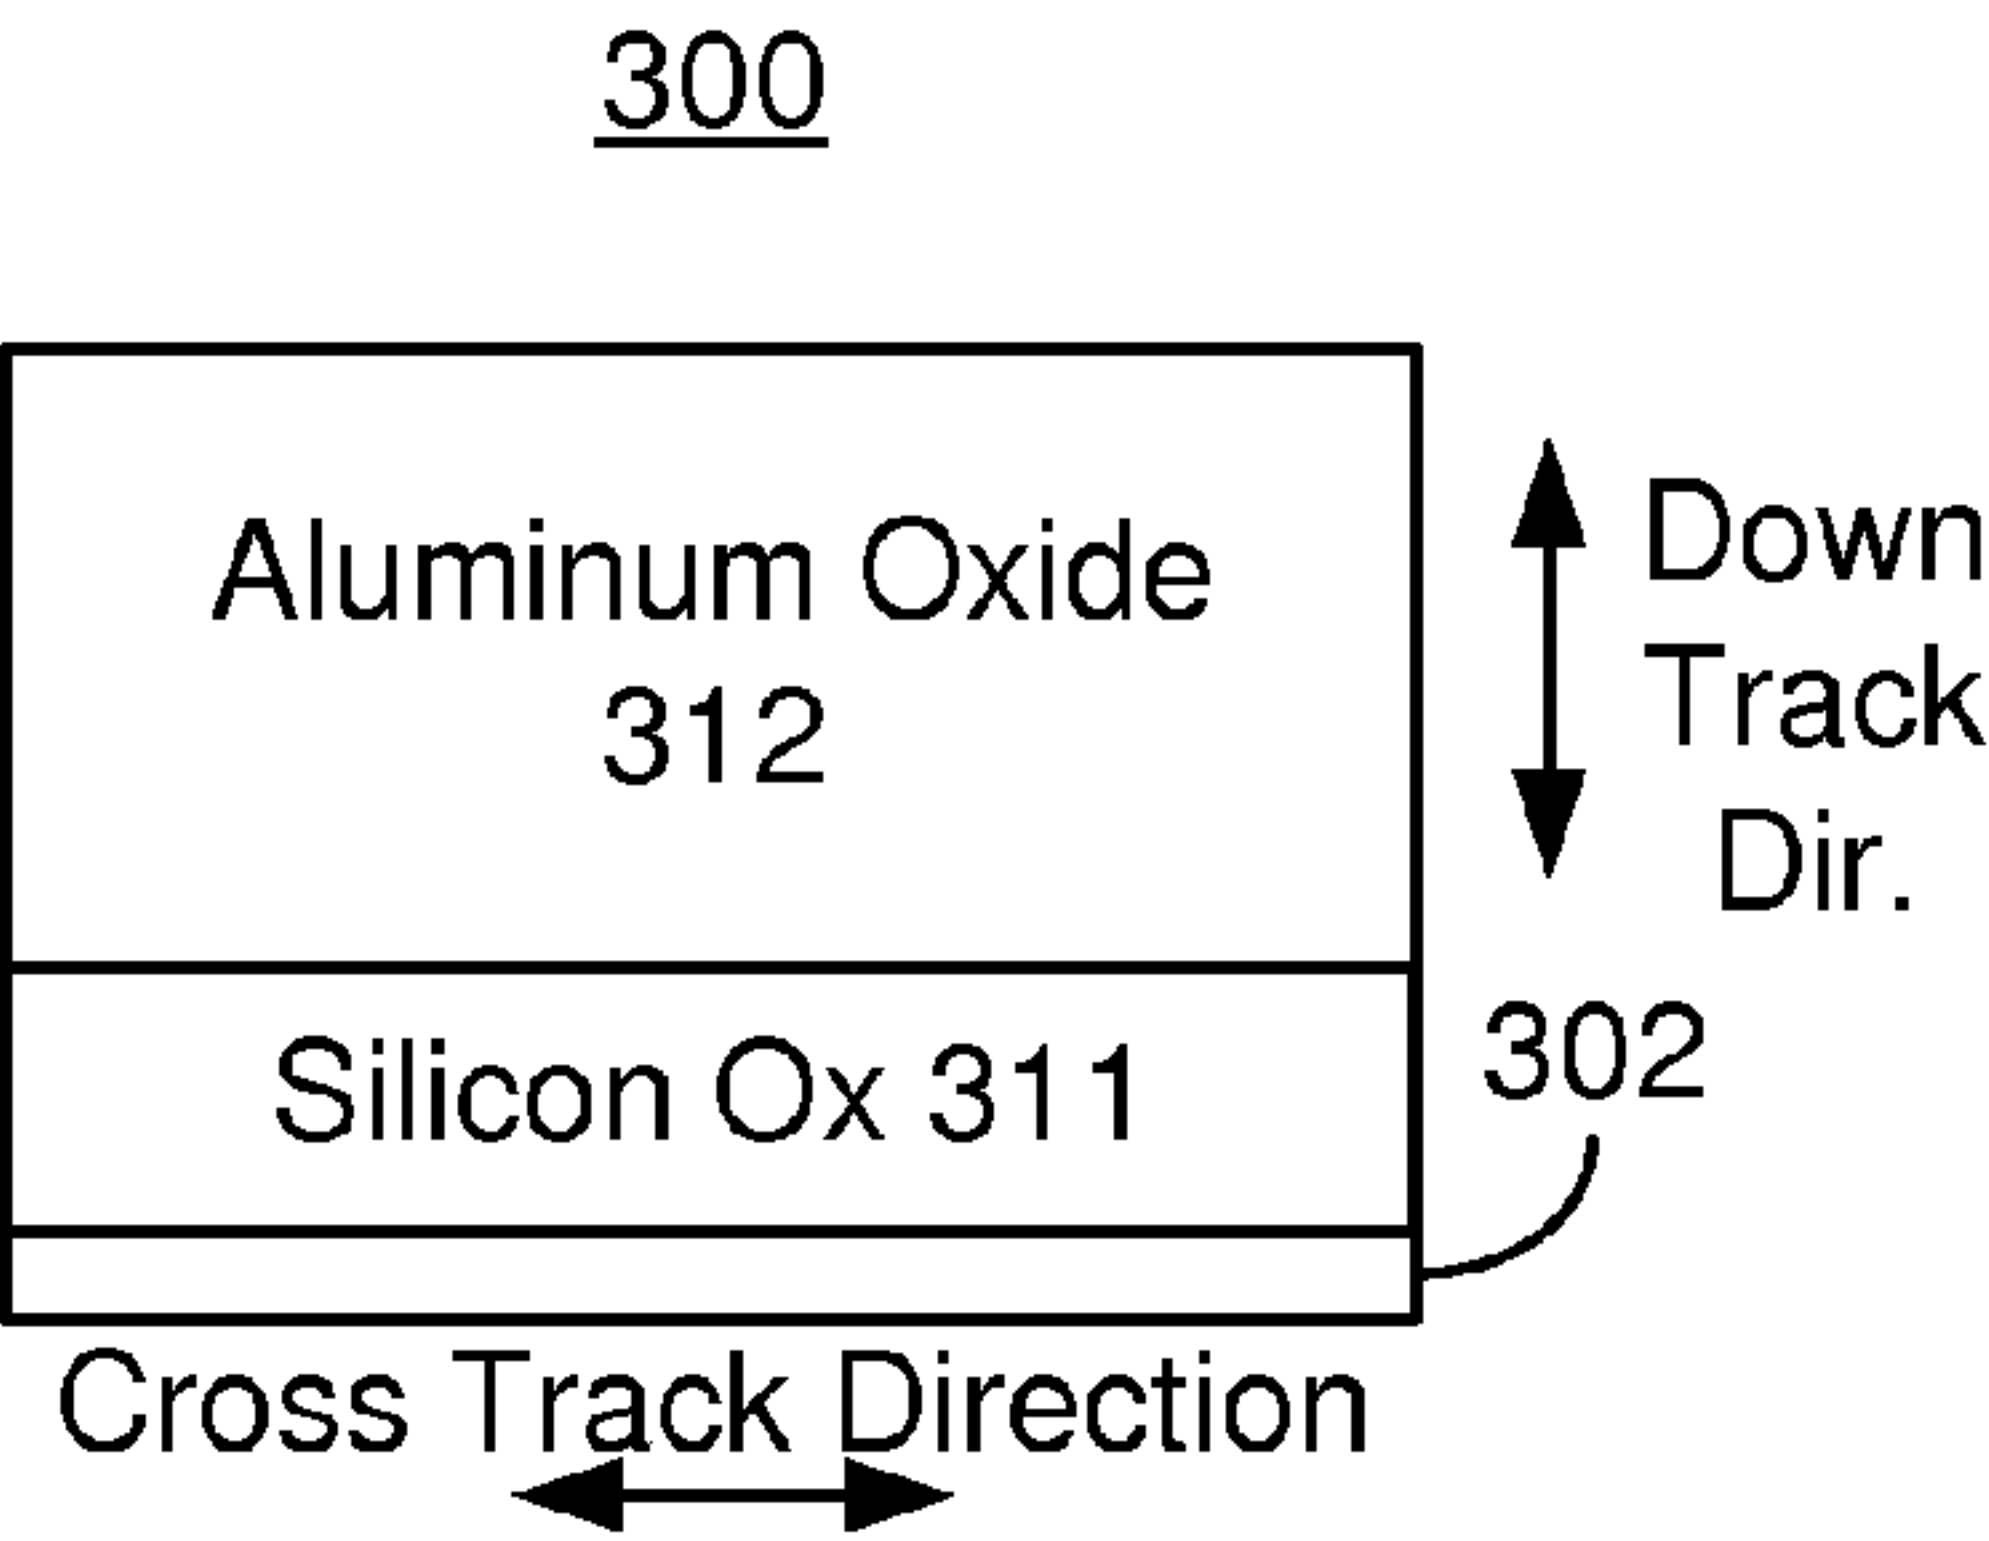 300
Aluminum Oxide
312
Down
Track
Dir.
Silicon Ox 311
302
Cross Track Direction